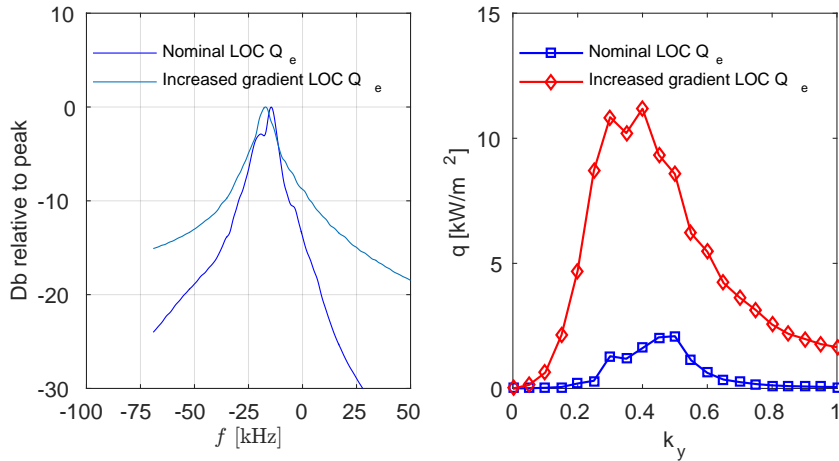 10
0
-10
-20
-30
Db relative to peak
Nominal LOC Q e
Increased gradient LOC Q e
-100 -75 -50 -25 0 25 50
f [kHz]
15
10
5
0
q [kW/m 2]
Nominal LOC Q e
Increased gradient LOC Q e
0 0.2 0.4 0.6 0.8 1
k y